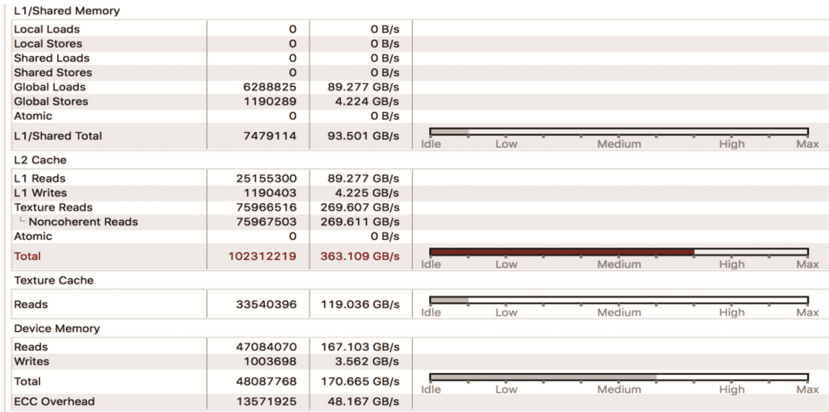 L1/Shared Memory
Local Loads 0 0 B/s
Local Stores 0 0 B/s
Shared Loads 0 0 B/s
Shared Stores 0 0 B/s
Global Loads 6288825 89.277 GB/s
Global Stores 1190289 4.224 GB/s
Atomic 0 0 B/s
L1/Shared Total 7479114 93.501 GB/s
Idle Low Medium High Max
L2 Cache
L1 Reads 25155300 89.277 GB/s
L1 Writes 1190403 4.225 GB/s
Texture Reads 75966516 269.607 GB/s
Noncoherent Reads 75967503 269.611 GB/s
Atomic 0 0 B/s
Total 102312219 363.109 GB/s
Idle Low Medium High Max
Texture Cache
Reads 33540396 119.036 GB/s
Idle Low Medium High Max
Device Memory
Reads 47084070 167.103 GB/s
Writes 1003698 3.562 GB/s
Total 48087768 170.665 GB/s
Idle Low Medium High Max
ECC Overhead 13571925 48.167 GB/s